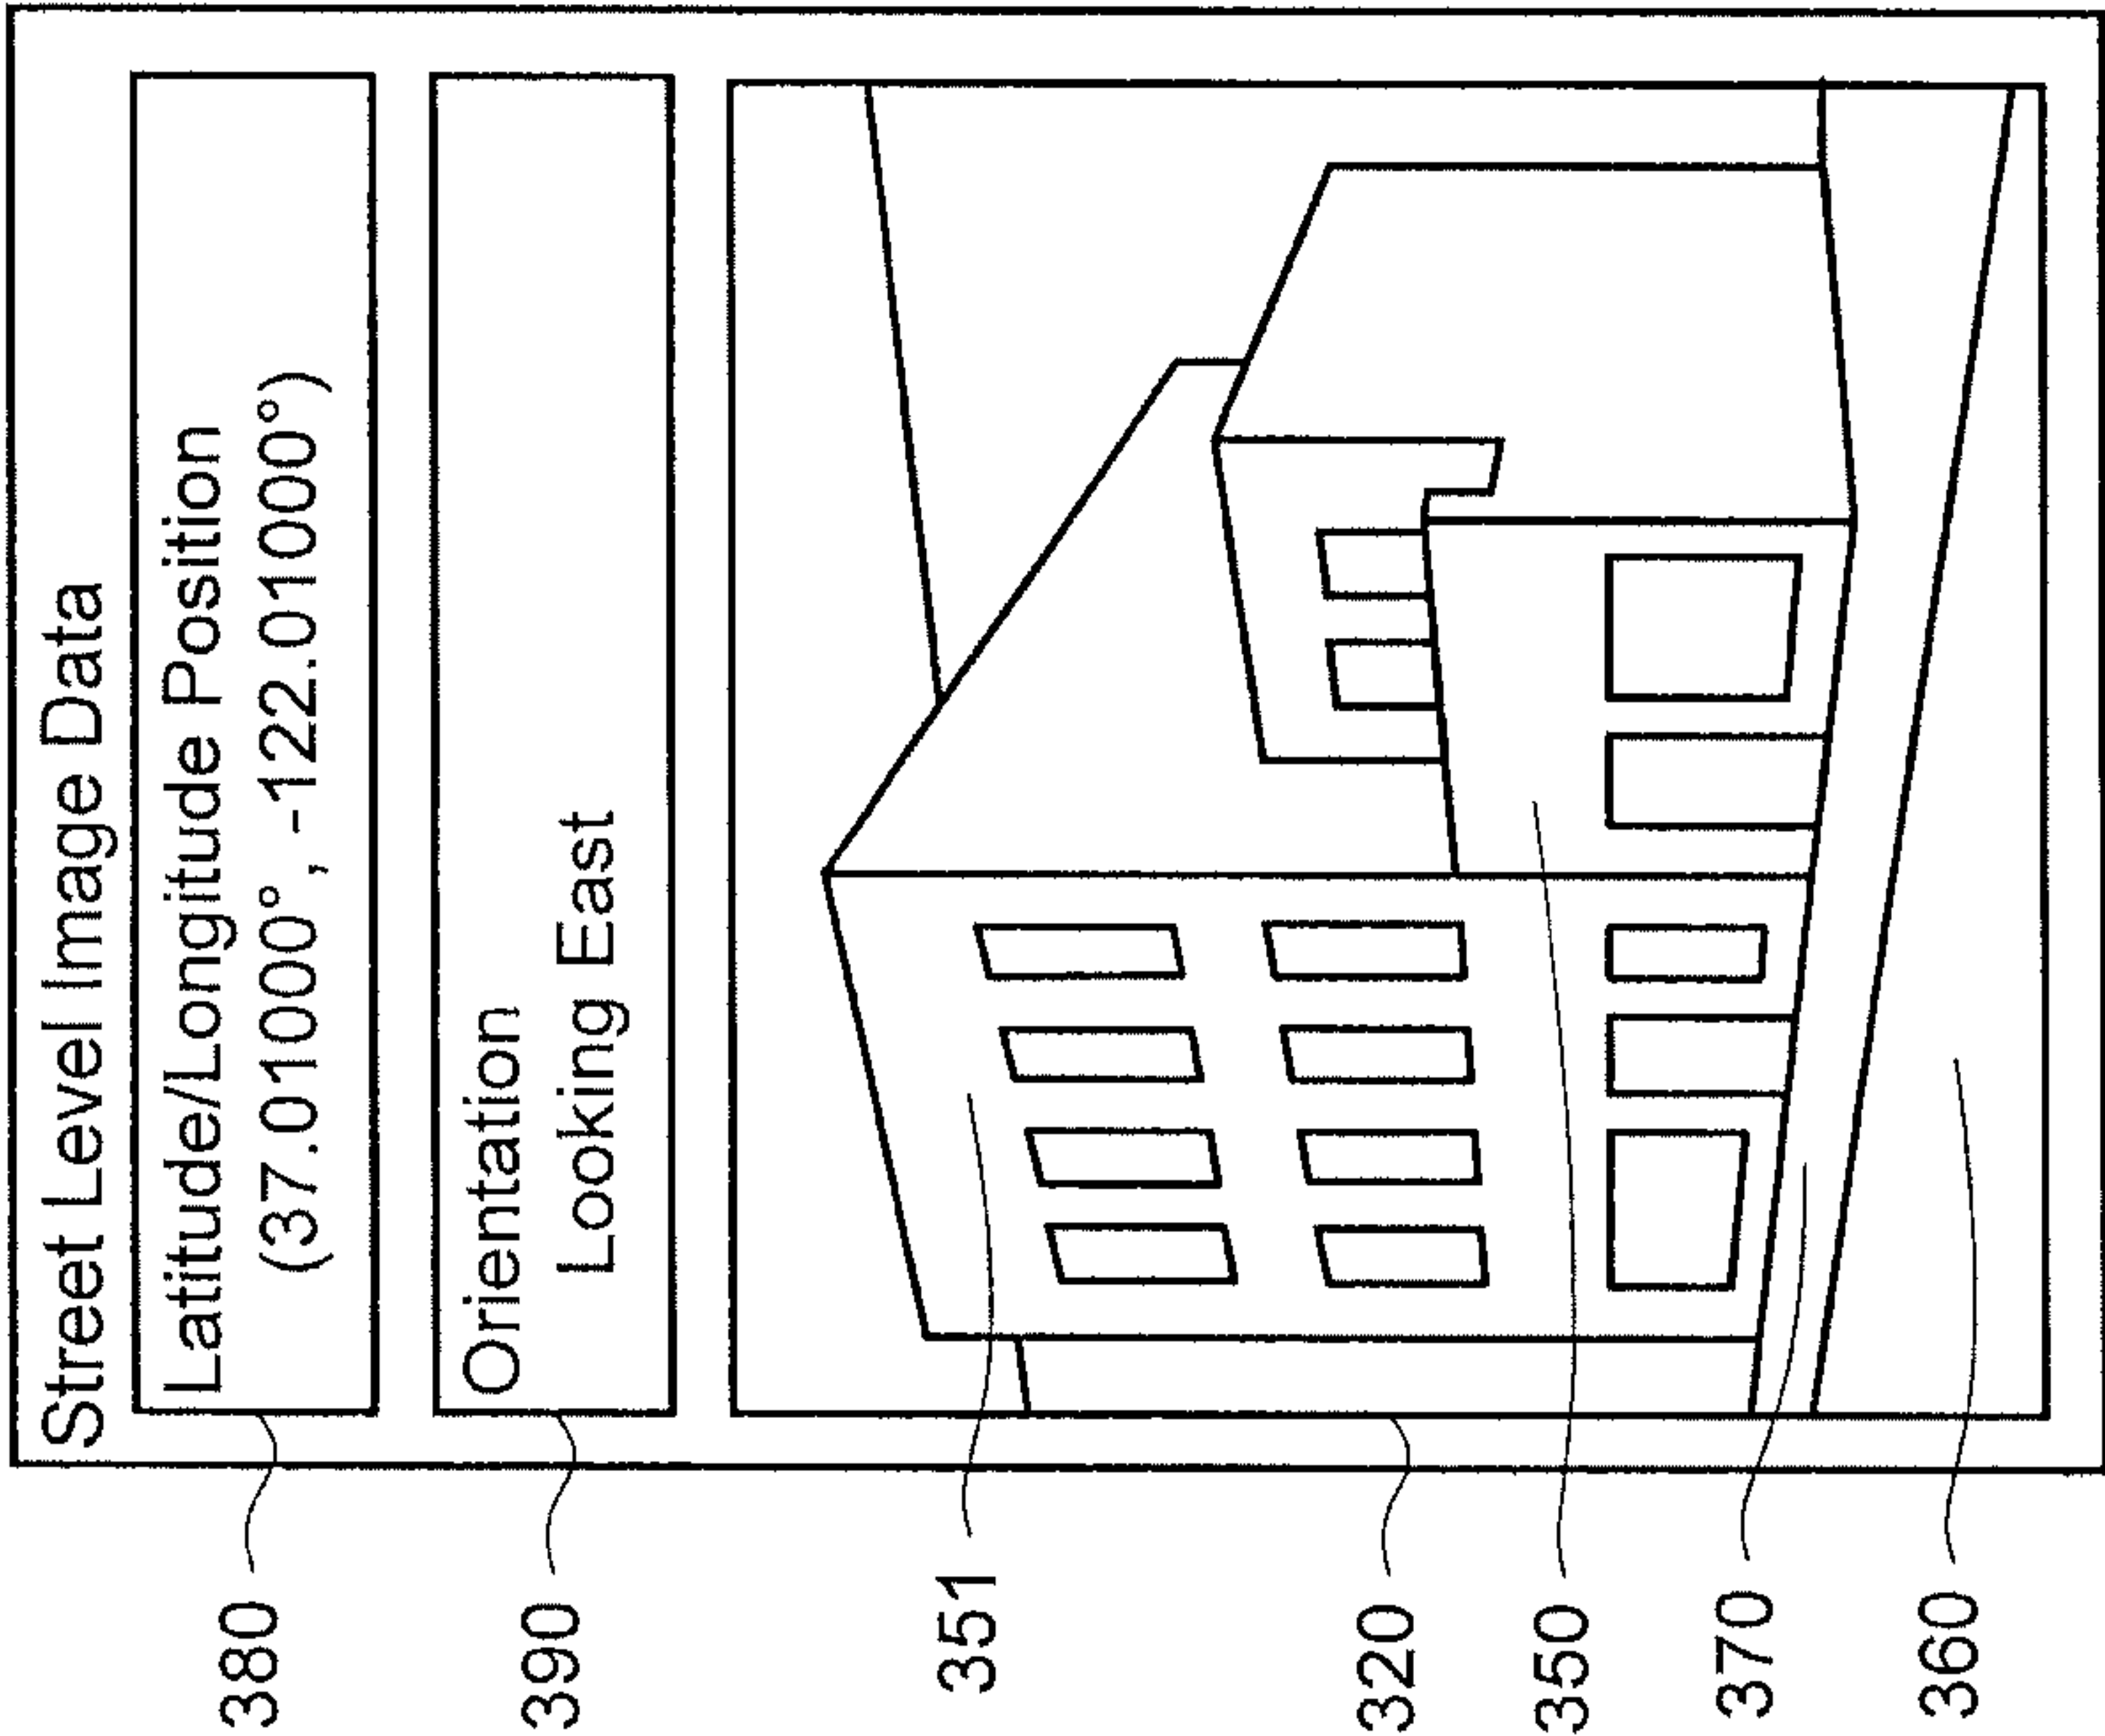 Street Level Image Data
Latitude/Longitude Position
(37.01000°, -122.01000°)
Orientation
Looking East
380
390
351
320
350
370
360